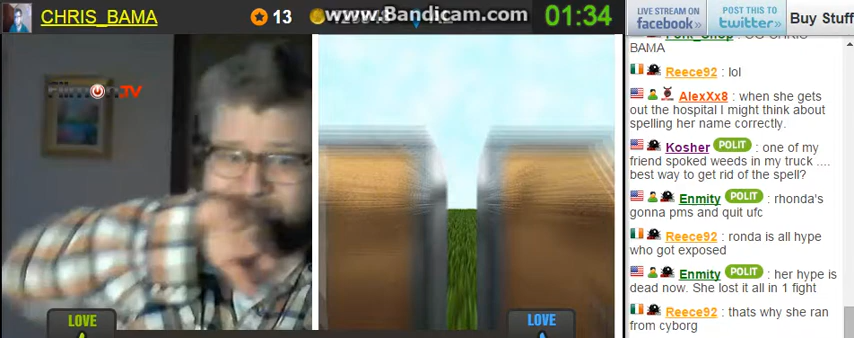 CHRIS_BAMA
13
www.Bandicam.com
01:34
LIVE STREAM ON
facebook»
POST THIS TO
twitter»
Buy Stuff
BAMA
Reece92 : lol
AlexXx8 : when she gets
out the hospital I might think about
spelling her name correctly.
Kosher POLIT : one of my
friend spoked weeds in my truck ....
best way to get rid of the spell?
Enmity POLIT : rhonda's
gonna pms and quit ufc
Reece92 : ronda is all hype
who got exposed
Enmity POLIT : her hype is
dead now. She lost it all in 1 fight
Reece92 : thats why she ran
from cyborg
FilmOn TV
LOVE
LOVE